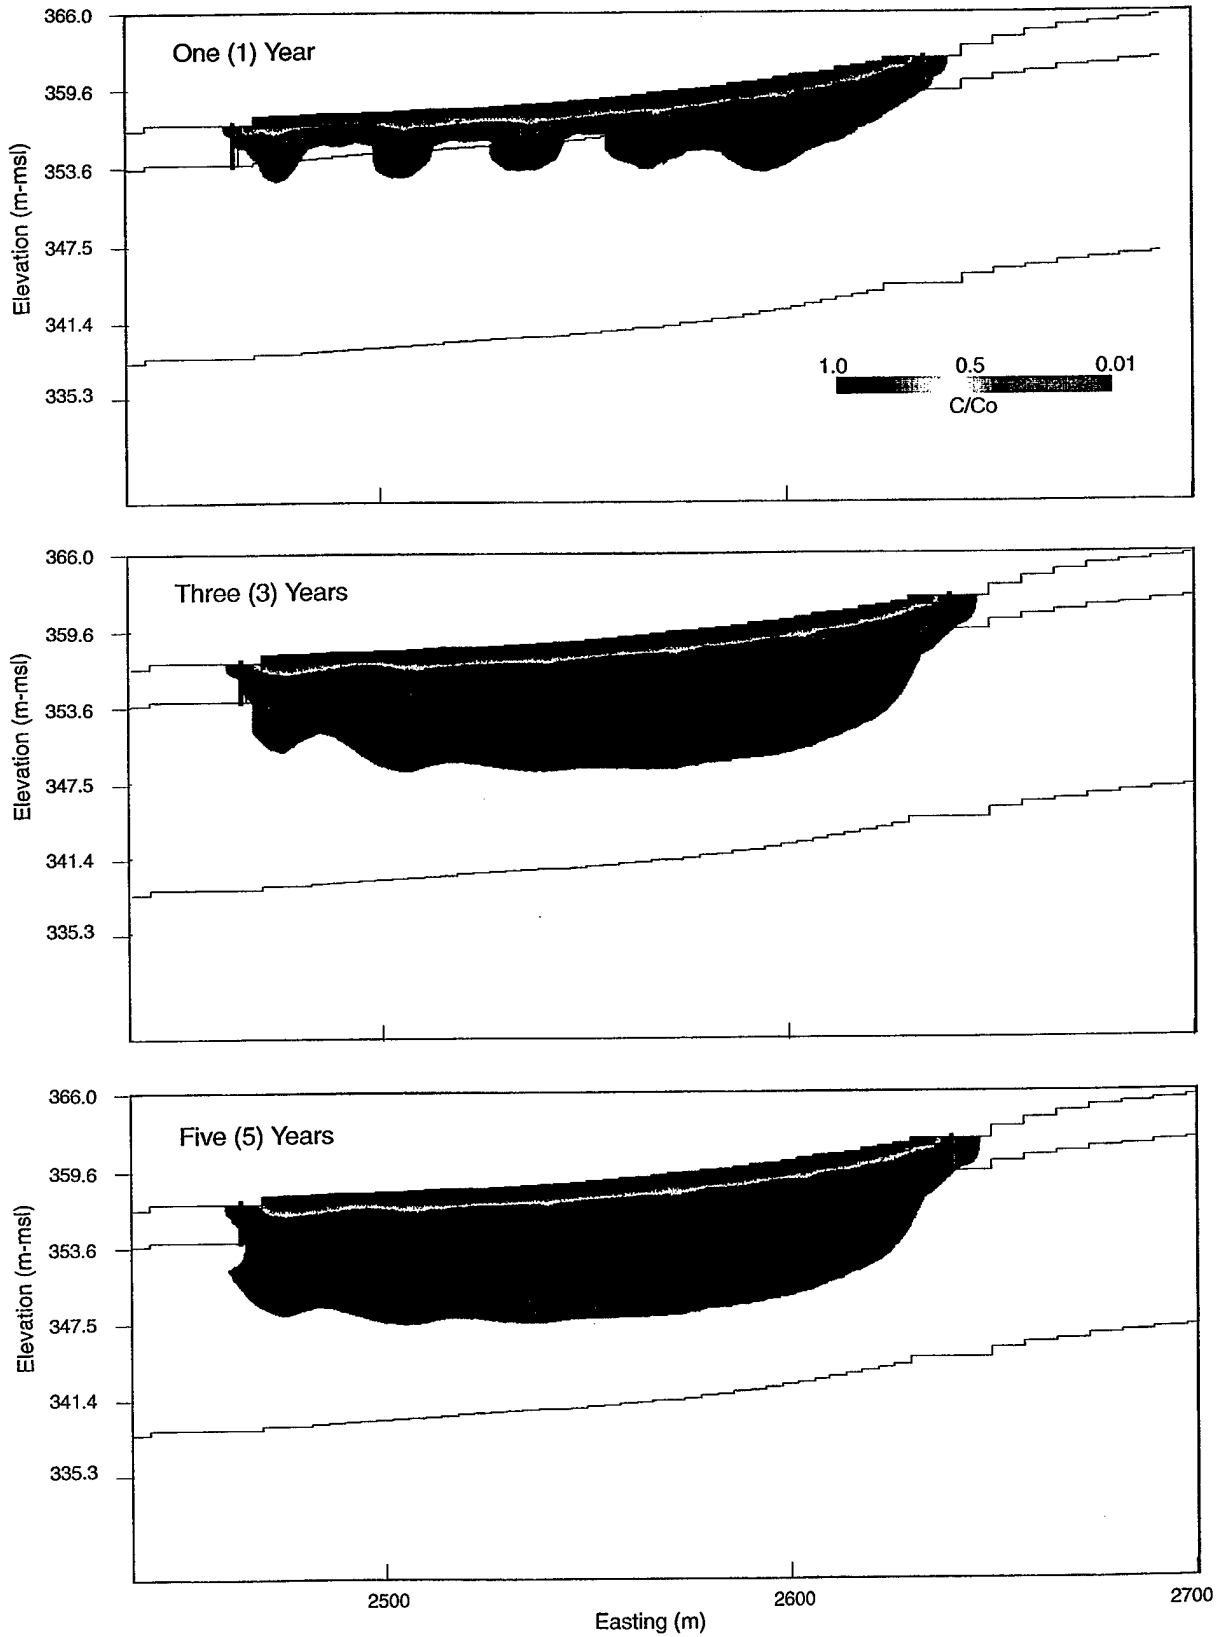 One (1) Year
366.0
359.6
353.6
347.5
341.4
335.3
Elevation (m-msl)
1.0 0.5 0.01
C/Co
Three (3) Years
366.0
359.6
353.6
347.5
341.4
335.3
Elevation (m-msl)
Five (5) Years
366.0
359.6
353.6
347.5
341.4
335.3
Elevation (m-msl)
2500 2600 2700
Easting (m)